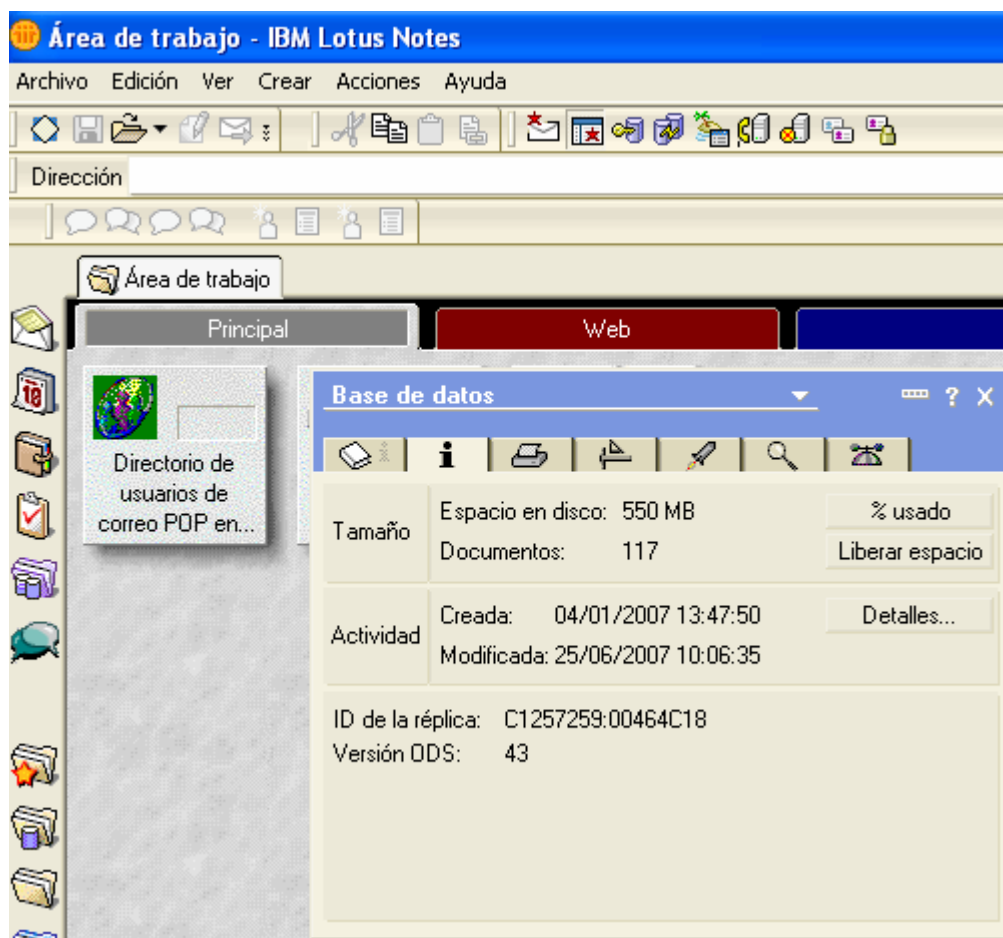 Área de trabajo - IBM Lotus Notes
Archivo Edición Ver Crear Acciones Ayuda
Dirección
Área de trabajo
Principal Web
Directorio de
usuarios de
correo POP en...
Base de datos
Tamaño
Espacio en disco: 550 MB % usado
Documentos: 117 Liberar espacio
Actividad
Creada: 04/01/2007 13:47:50 Detalles...
Modificada: 25/06/2007 10:06:35
ID de la réplica: C1257259:00464C18
Versión ODS: 43